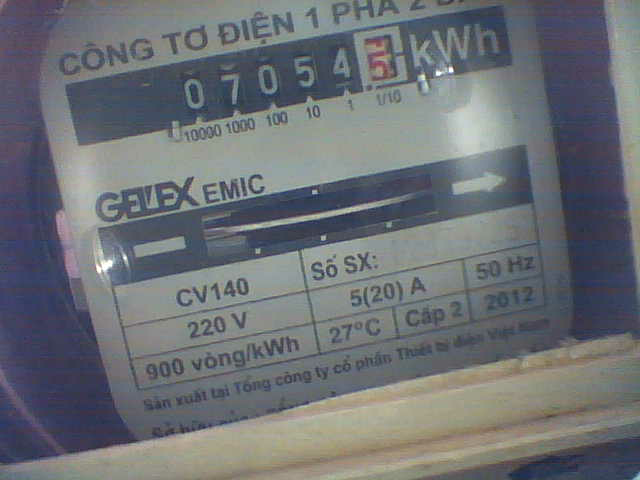 CÔNG TƠ ĐIỆN 1 PHA 2
0 7 0 5 4 5 kWh
10000 1000 100 10 1 1/10
GELEX EMIC
CV140 Số SX:
220 V 5(20) A 50 Hz
900 vòng/kWh 27°C Cấp 2 2012
Sản xuất tại Tổng công ty cổ phần Thiết bị điện Việt Nam